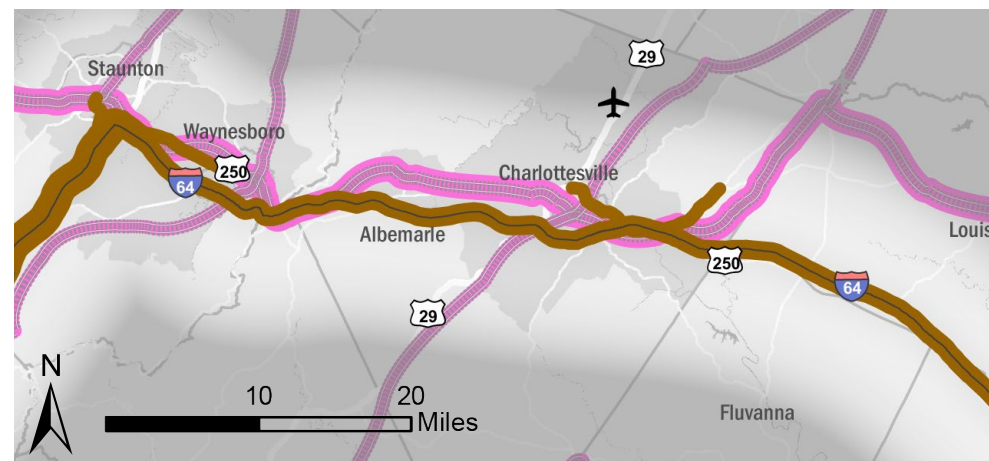 29
Staunton
Waynesboro
250
64
Charlottesville
Albemarle
Louis
250
64
29
N
10
20
Miles
Fluvanna